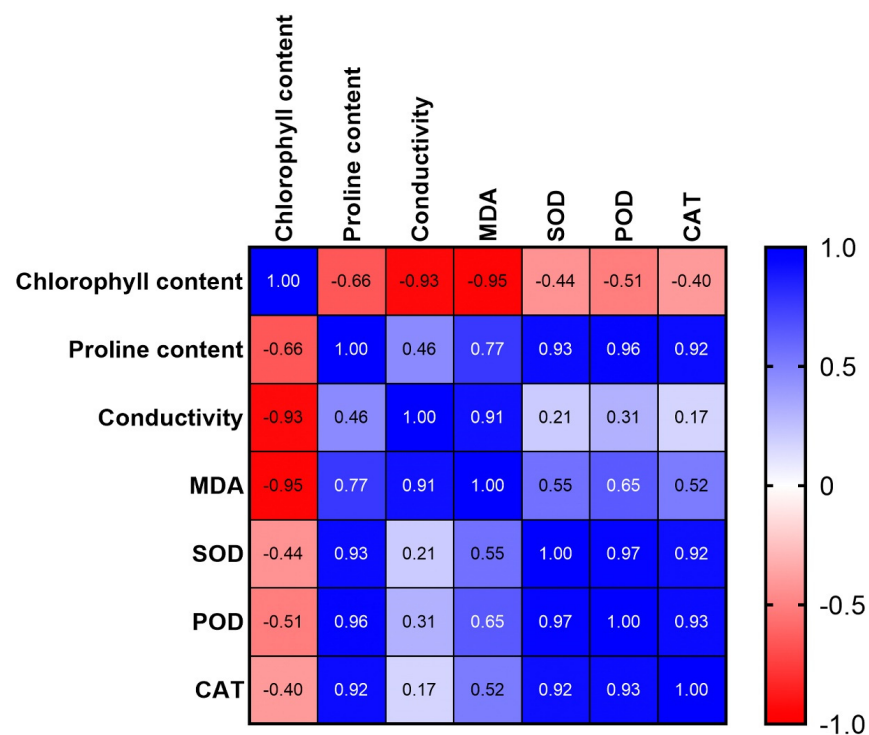 Chlorophyll content
Proline content
Conductivity
MDA
SOD
POD
CAT
Chlorophyll content 1.00 -0.66 -0.93 -0.95 -0.44 -0.51 -0.40
Proline content -0.66 1.00 0.46 0.77 0.93 0.96 0.92
Conductivity -0.93 0.46 1.00 0.91 0.21 0.31 0.17
MDA -0.95 0.77 0.91 1.00 0.55 0.65 0.52
SOD -0.44 0.93 0.21 0.55 1.00 0.97 0.92
POD -0.51 0.96 0.31 0.65 0.97 1.00 0.93
CAT -0.40 0.92 0.17 0.52 0.92 0.93 1.00
1.0
0.5
0
-0.5
-1.0